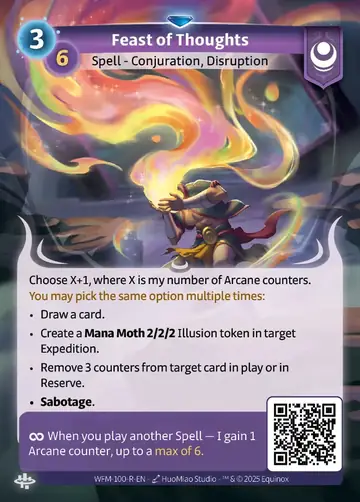 3
6
Feast of Thoughts
Spell - Conjuration, Disruption
Choose X+1, where X is my number of Arcane counters.
You may pick the same option multiple times:
• Draw a card.
• Create a Mana Moth 2/2/2 Illusion token in target
Expedition.
• Remove 3 counters from target card in play or in
Reserve.
• Sabotage.
∞ When you play another Spell — I gain 1
Arcane counter, up to a max of 6.
WFM-100-R-EN - HuoMiao Studio - ™ & © 2025 Equinox